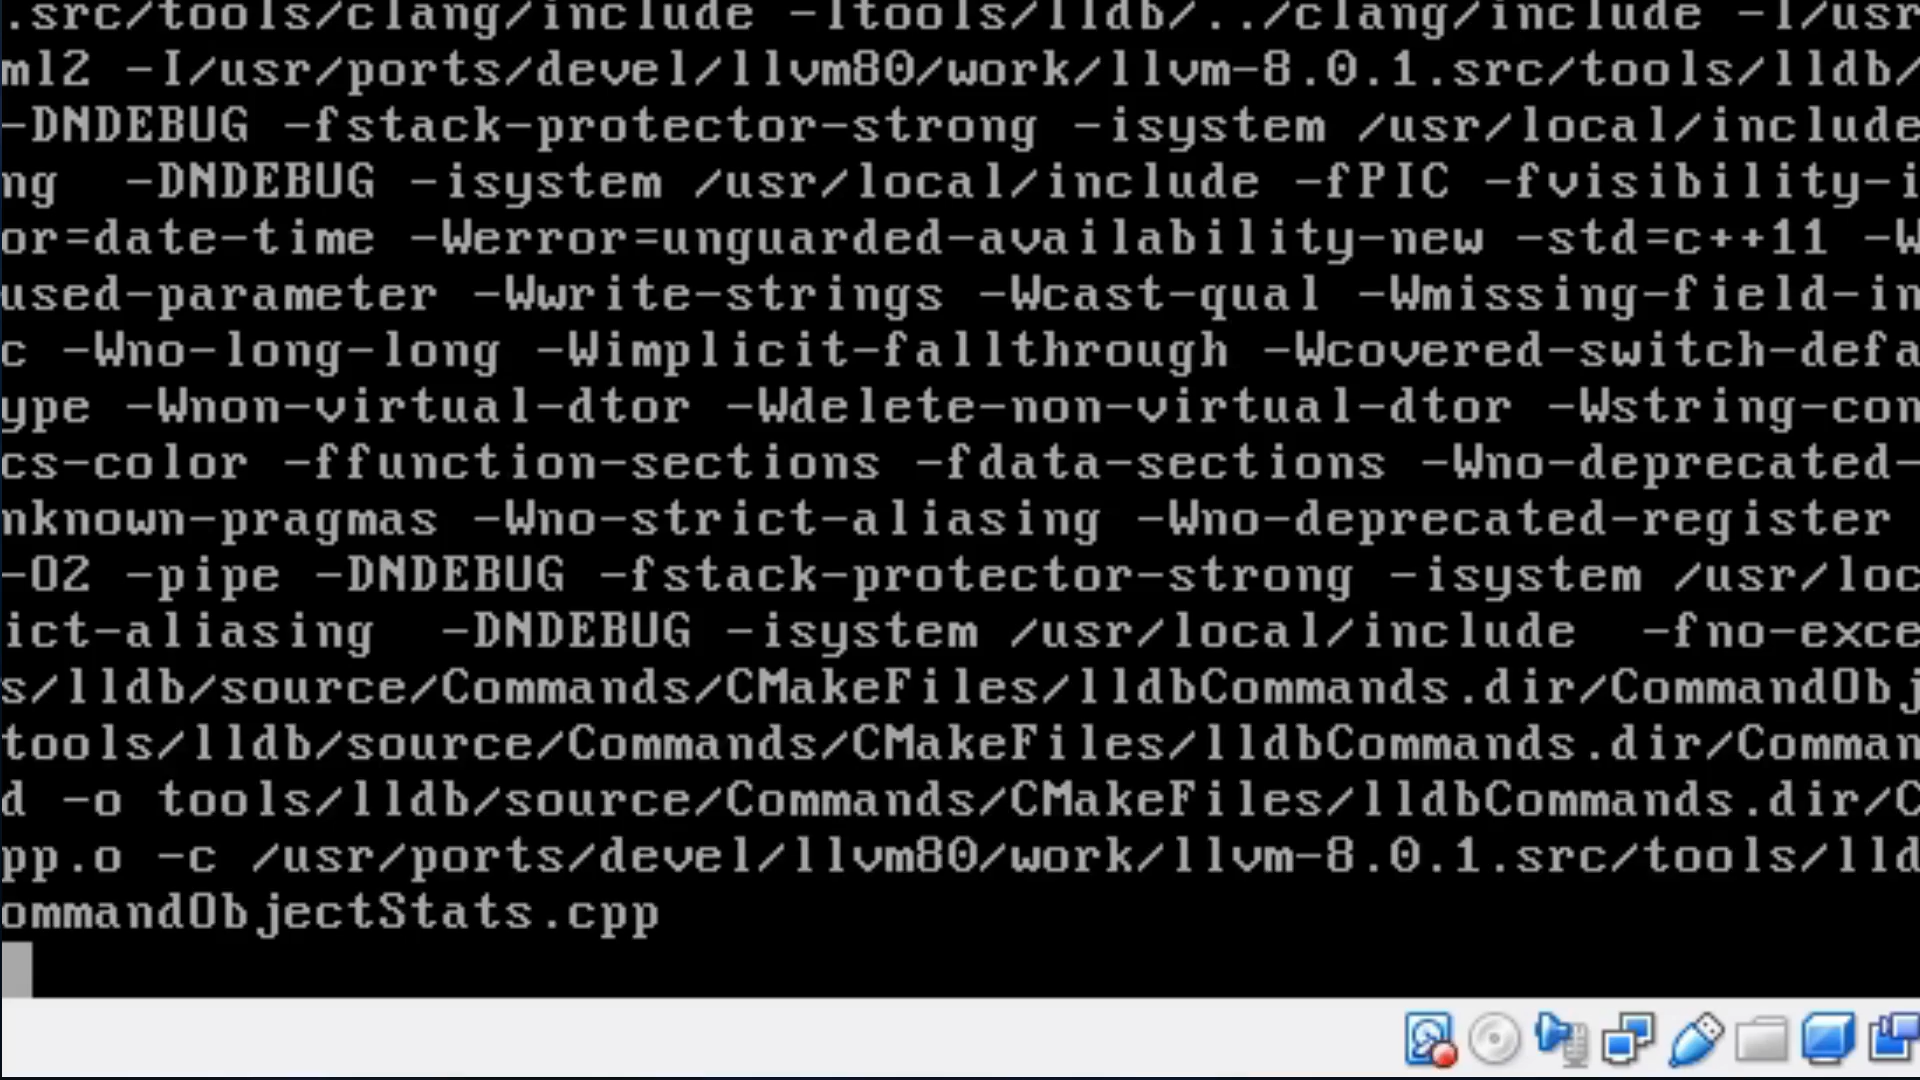 .src/tools/clang/include -Itools/lldb/../clang/include -I/usr
ml2 -I/usr/ports/devel/llvm80/work/llvm-8.0.1.src/tools/lldb/
-DNDEBUG -fstack-protector-strong -isystem /usr/local/include
ng  -DNDEBUG -isystem /usr/local/include -fPIC -fvisibility-i
or=date-time -Werror=unguarded-availability-new -std=c++11 -W
used-parameter -Wwrite-strings -Wcast-qual -Wmissing-field-in
c -Wno-long-long -Wimplicit-fallthrough -Wcovered-switch-defa
ype -Wnon-virtual-dtor -Wdelete-non-virtual-dtor -Wstring-con
cs-color -ffunction-sections -fdata-sections -Wno-deprecated-
nknown-pragmas -Wno-strict-aliasing -Wno-deprecated-register
-O2 -pipe -DNDEBUG -fstack-protector-strong -isystem /usr/loc
ict-aliasing  -DNDEBUG -isystem /usr/local/include  -fno-exce
s/lldb/source/Commands/CMakeFiles/lldbCommands.dir/CommandObj
tools/lldb/source/Commands/CMakeFiles/lldbCommands.dir/Comman
d -o tools/lldb/source/Commands/CMakeFiles/lldbCommands.dir/C
pp.o -c /usr/ports/devel/llvm80/work/llvm-8.0.1.src/tools/lld
ommandObjectStats.cpp